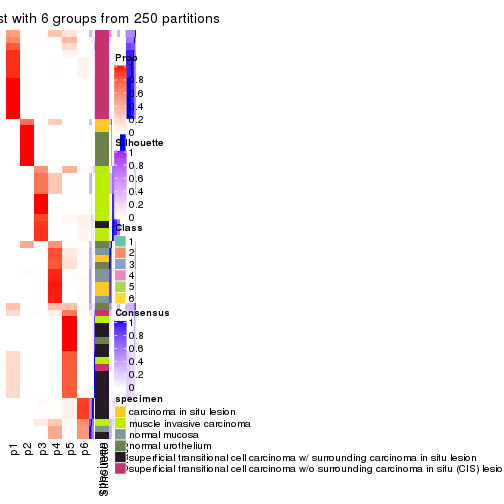 st with 6 groups from 250 partitions
Prob
1
0.8
0.6
0.4
0.2
0
Silhouette
1
0.8
0.6
0.4
0.2
0
Class
1
2
3
4
5
6
Consensus
1
0.8
0.6
0.4
0.2
0
specimen
carcinoma in situ lesion
muscle invasive carcinoma
normal mucosa
normal urothelium
superficial transitional cell carcinoma w/ surrounding carcinoma in situ lesion
superficial transitional cell carcinoma w/o surrounding carcinoma in situ (CIS) lesio
p1
p2
p3
p4
p5
p6
specimen